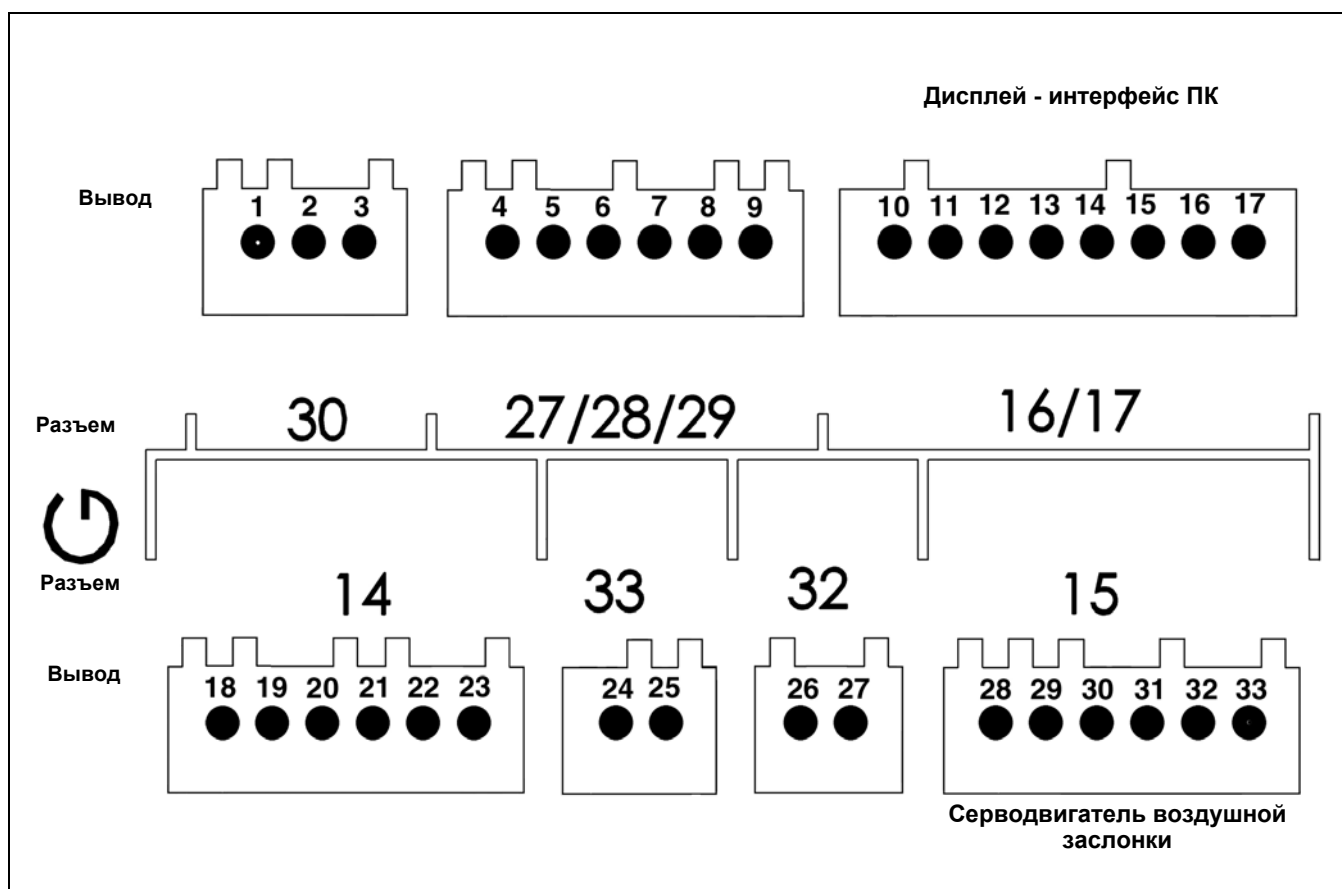 Дисплей - интерфейс ПК
Вывод
1 2 3
4 5 6 7 8 9
10 11 12 13 14 15 16 17
Разъем
30
27/28/29
16/17
Разъем
14
33
32
15
Вывод
18 19 20 21 22 23
24 25
26 27
28 29 30 31 32 33
Серводвигатель воздушной
заслонки